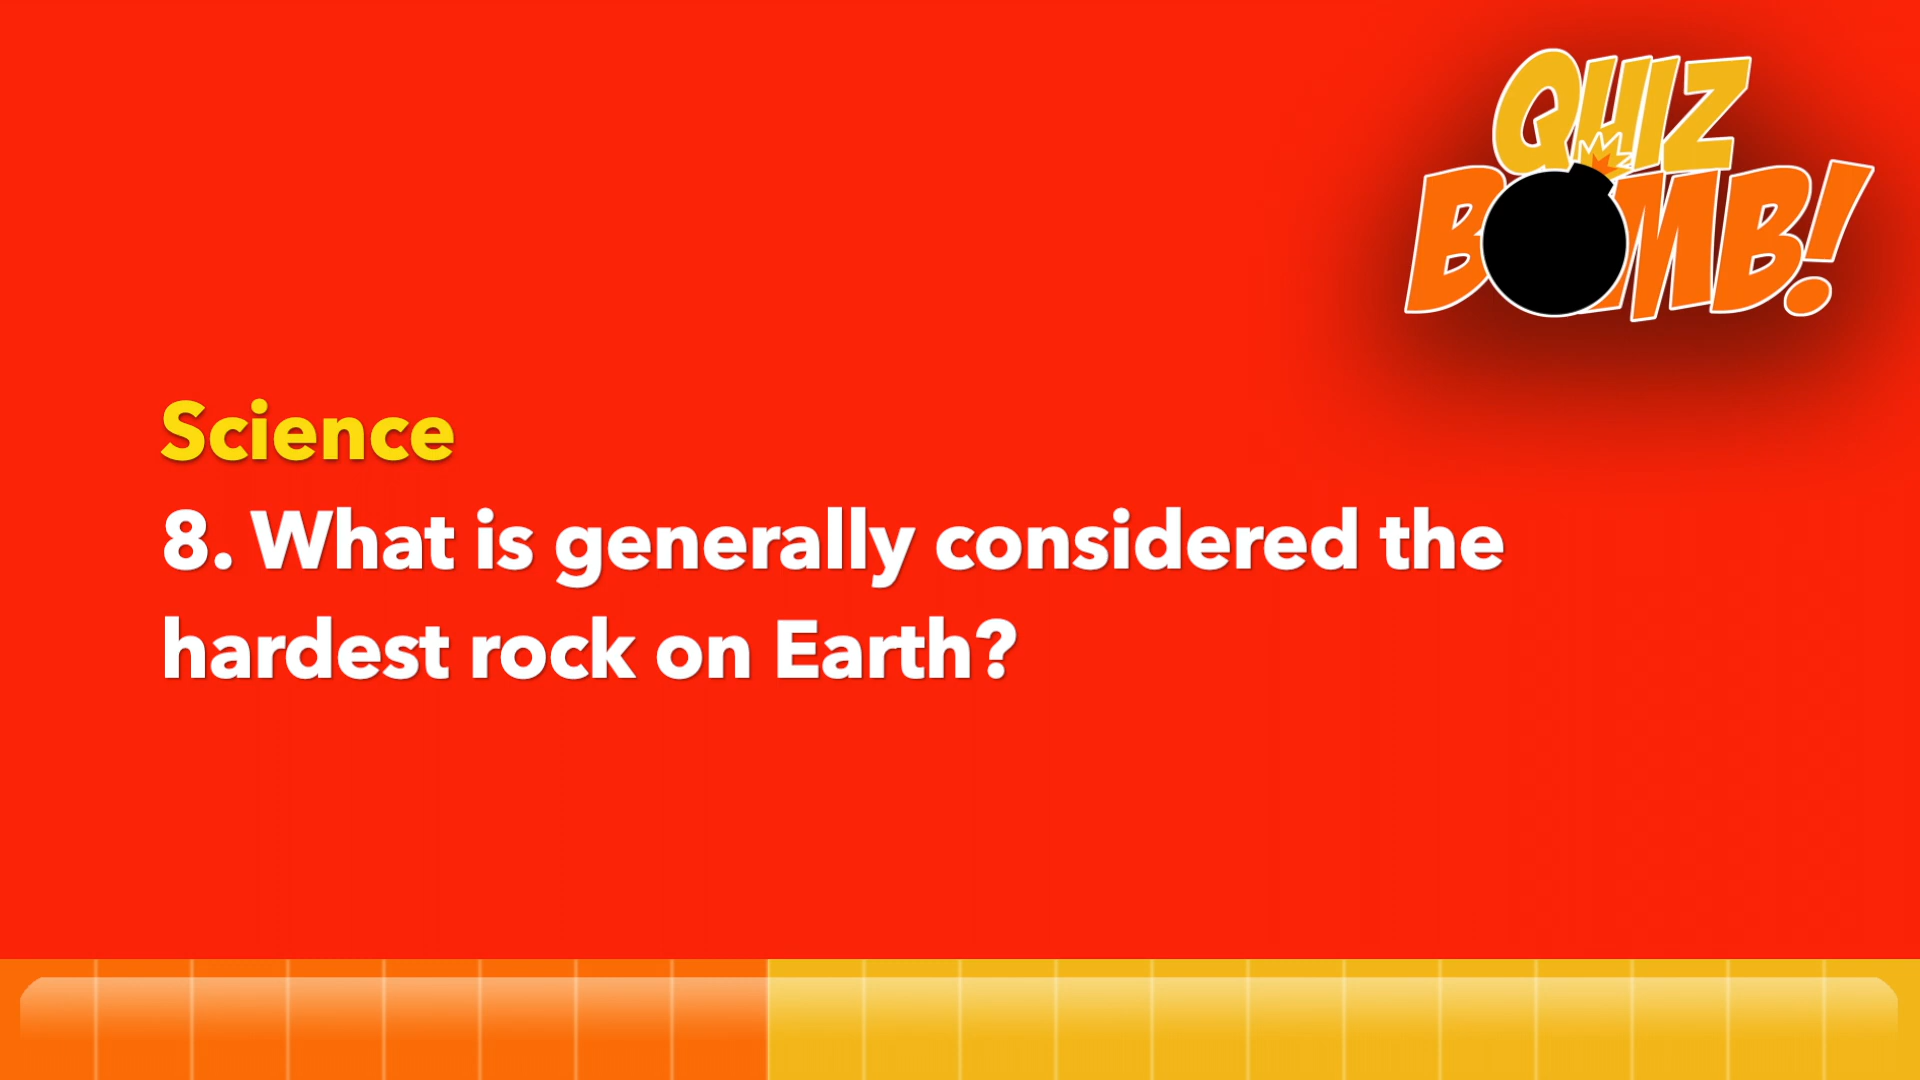 QUIZ
BOMB!
Science
8. What is generally considered the
hardest rock on Earth?